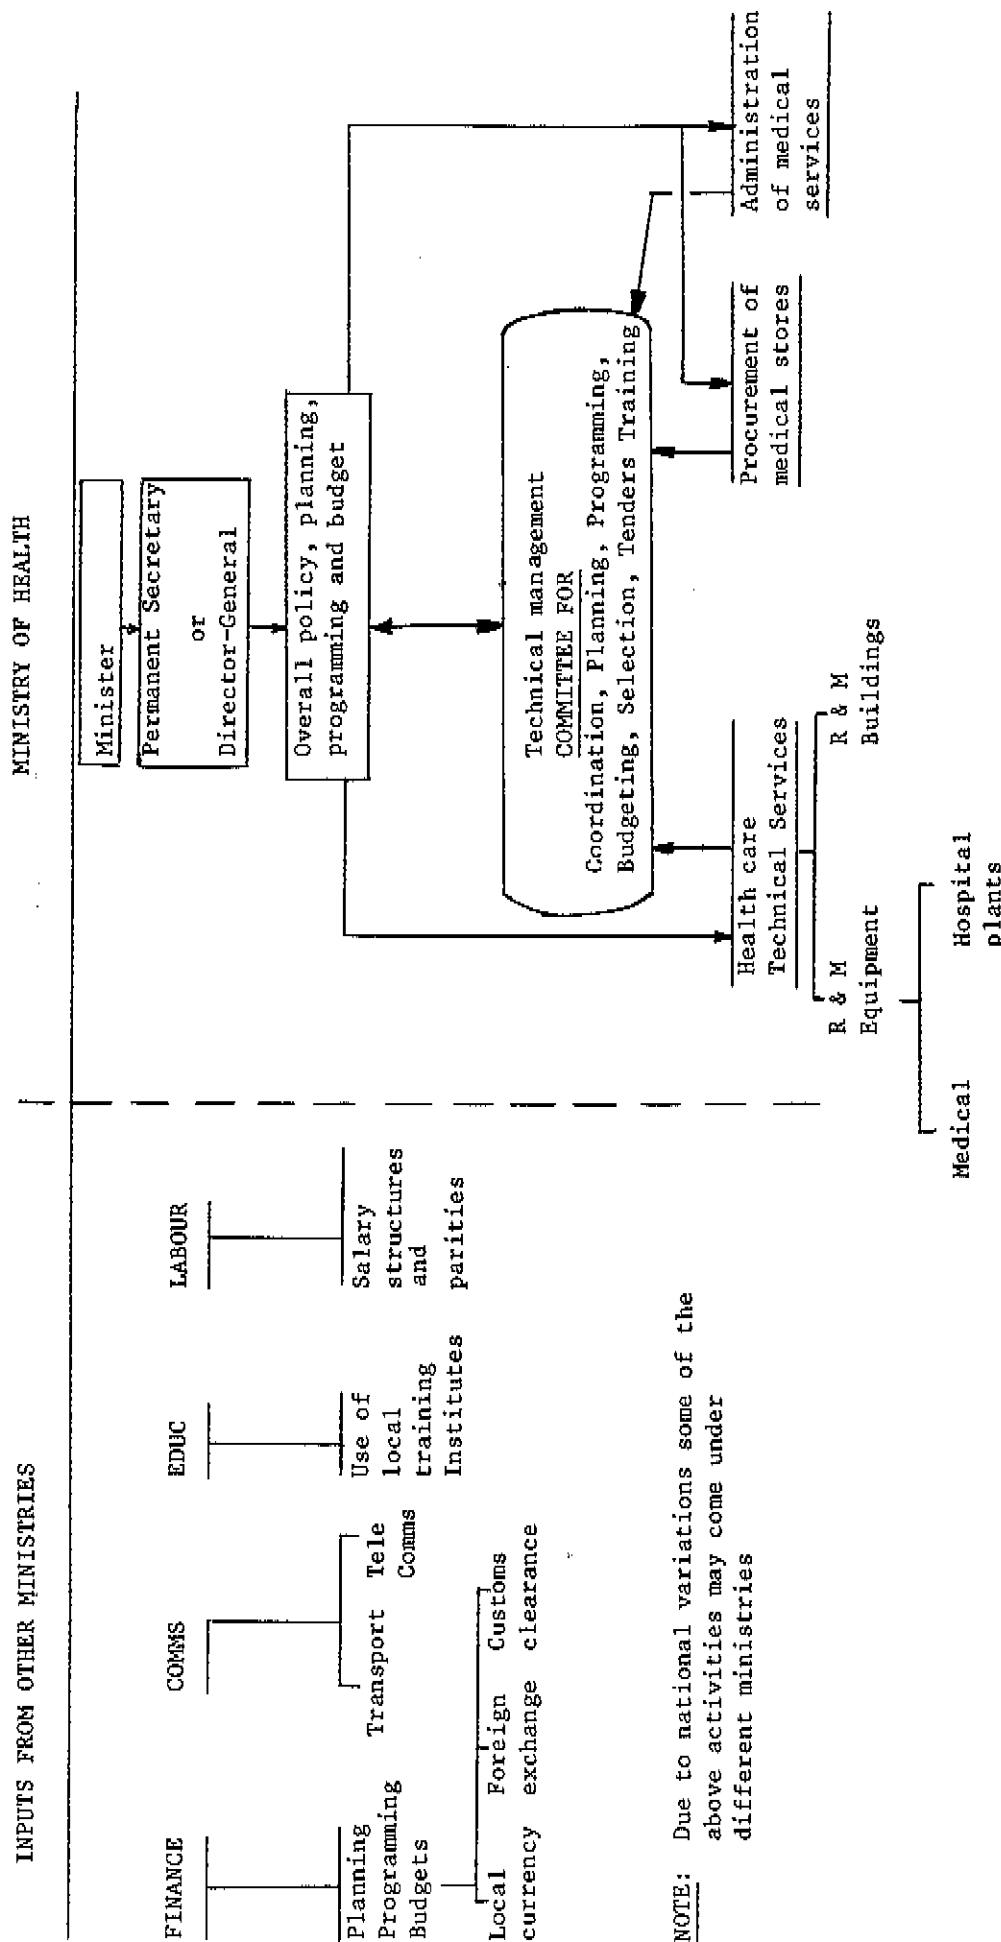 INPUTS FROM OTHER MINISTRIES
FINANCE
Planning
Programming
Budgets
Local
currency
Foreign
exchange
Customs
clearance
COMMS
Transport
Tele
Comms
EDUC
Use of
local
training
Institutes
LABOUR
Salary
structures
and
parities
NOTE: Due to national variations some of the
above activities may come under
different ministries
MINISTRY OF HEALTH
Minister
Permanent Secretary
or
Director-General
Overall policy, planning,
programming and budget
Technical management
COMMITTEE FOR
Coordination, Planning, Programming,
Budgeting, Selection, Tenders Training
Health care
Technical Services
R & M
Equipment
Medical
Hospital
plants
R & M
Buildings
Procurement of
medical stores
Administration
of medical
services